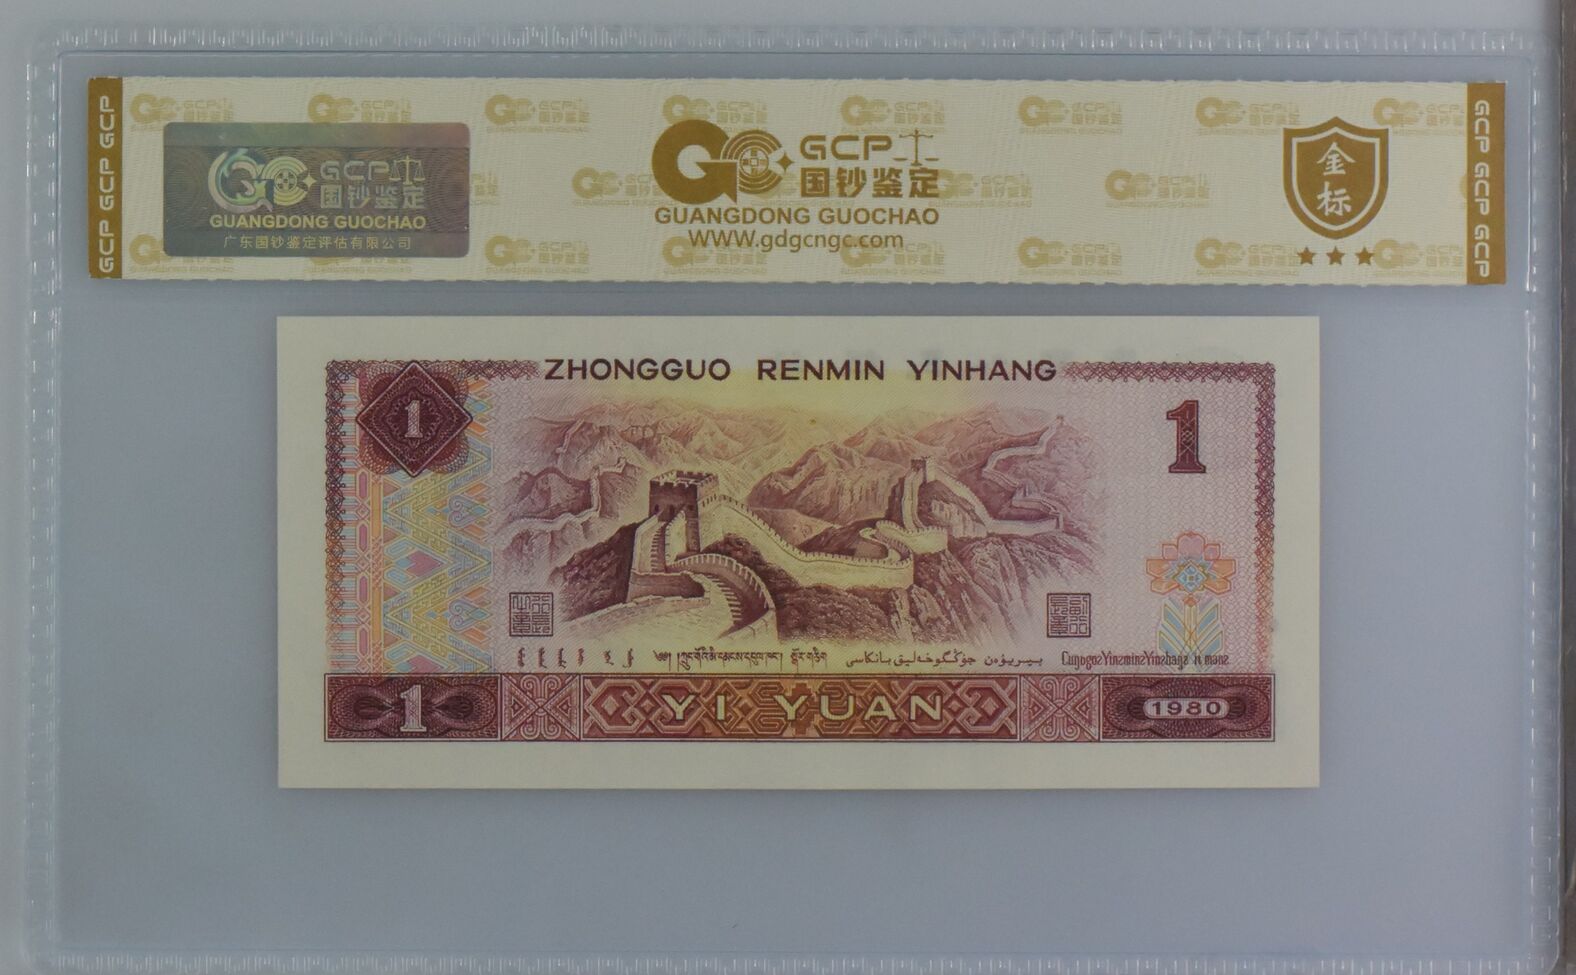 GCP GCP GCP
GCP
国钞鉴定
GUANGDONG GUOCHAO
广东国钞鉴定评估有限公司
GCP
国钞鉴定
GUANGDONG GUOCHAO
WWW.gdgcngc.com
金
标
GCP GCP GCP
ZHONGGUO RENMIN YINHANG
1
1
YI YUAN
1
1980